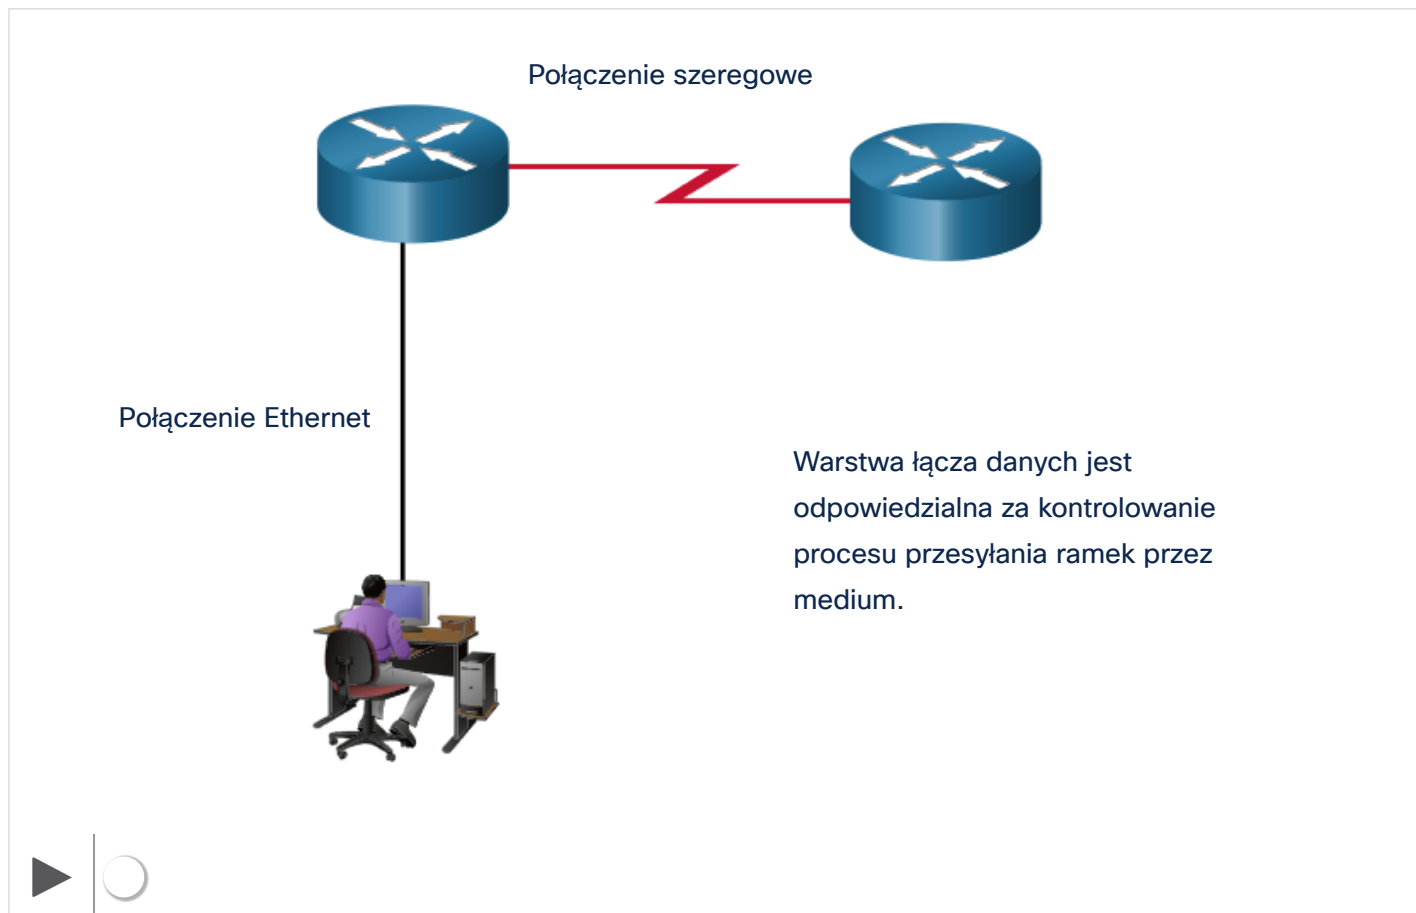 Połączenie szeregowe
Połączenie Ethernet
Warstwa łącza danych jest
odpowiedzialna za kontrolowanie
procesu przesyłania ramek przez
medium.